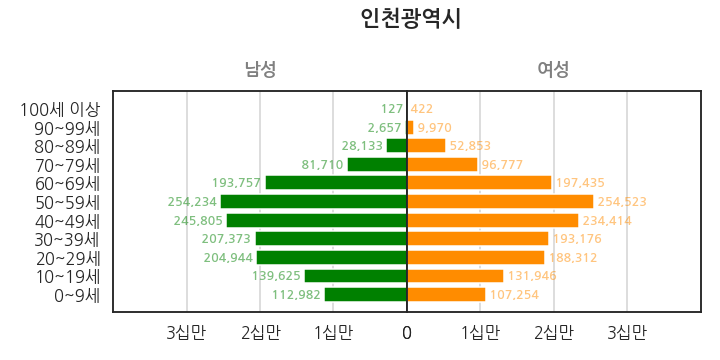 인천광역시
남성 여성
100세 이상 127 422
90~99세 2,657 9,970
80~89세 28,133 52,853
70~79세 81,710 96,777
60~69세 193,757 197,435
50~59세 254,234 254,523
40~49세 245,805 234,414
30~39세 207,373 193,176
20~29세 204,944 188,312
10~19세 139,625 131,946
0~9세 112,982 107,254
3십만 2십만 1십만 0 1십만 2십만 3십만